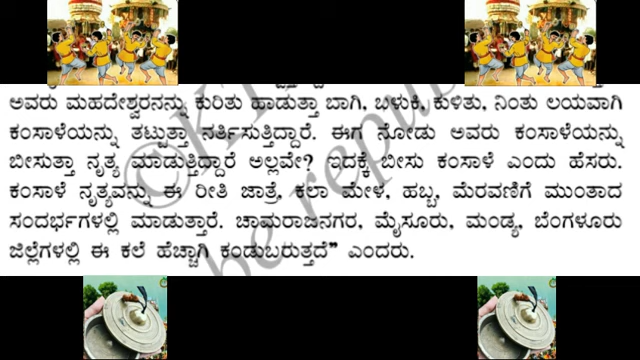 ಅವರು ಮಹದೇಶ್ವರನನ್ನು ಕುರಿತು ಹಾಡುತ್ತಾ ಬಾಗಿ, ಬಳುಕಿ, ಕುಳಿತು, ನಿಂತು ಲಯವಾಗಿ
ಕಂಸಾಳೆಯನ್ನು ತಟ್ಟುತ್ತಾ ನರ್ತಿಸುತ್ತಿದ್ದಾರೆ. ಈಗ ನೋಡು ಅವರು ಕಂಸಾಳೆಯನ್ನು
ಬೀಸುತ್ತಾ ನೃತ್ಯ ಮಾಡುತ್ತಿದ್ದಾರೆ ಅಲ್ಲವೇ? ಇದಕ್ಕೆ ಬೀಸು ಕಂಸಾಳೆ ಎಂದು ಹೆಸರು.
ಕಂಸಾಳೆ ನೃತ್ಯವನ್ನು ಈ ರೀತಿ ಜಾತ್ರೆ, ಕಲಾ ಮೇಳ, ಹಬ್ಬ, ಮೆರವಣಿಗೆ ಮುಂತಾದ
ಸಂದರ್ಭಗಳಲ್ಲಿ ಮಾಡುತ್ತಾರೆ. ಚಾಮರಾಜನಗರ, ಮೈಸೂರು, ಮಂಡ್ಯ, ಬೆಂಗಳೂರು
ಜಿಲ್ಲೆಗಳಲ್ಲಿ ಈ ಕಲೆ ಹೆಚ್ಚಾಗಿ ಕಂಡುಬರುತ್ತದೆ” ಎಂದರು.